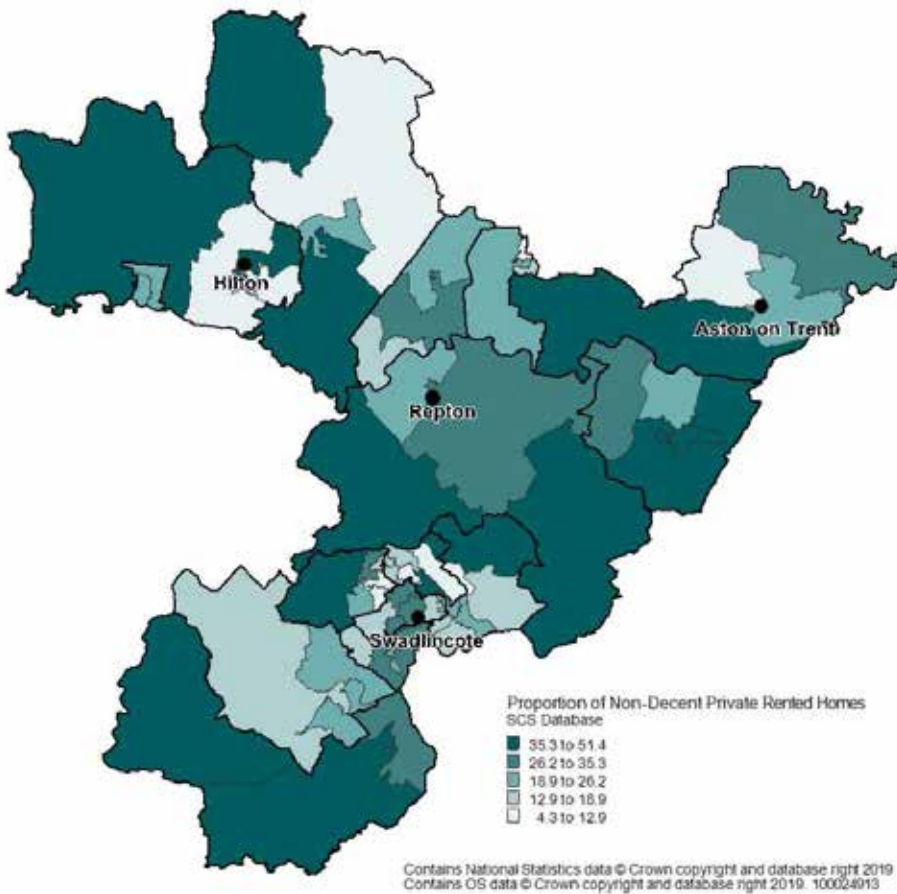 Hilton
Aston on Trent
Repton
Swadlincote
Proportion of Non-Decent Private Rented Homes
SCS Database
35.3 to 51.4
26.2 to 35.3
18.9 to 26.2
12.9 to 18.9
4.3 to 12.9
Contains National Statistics data © Crown copyright and database right 2019
Contains OS data © Crown copyright and database right 2019. 100024913